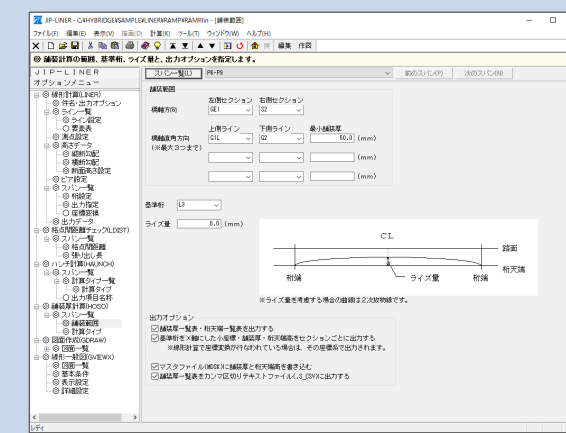 JIP-LINER - C:¥HYBRIDGE¥SAMPLE¥LINER¥RAMP¥RAMP.lin - [舗装範囲]
ファイル(F) 編集(E) 表示(V) 描画(D) 計算(K) ツール(T) ウィンドウ(W) ヘルプ(H)
編集 作図
◎ 舗装計算の範囲、基準桁、ライズ量と、出力オプションを指定します。
JIP-LINER
オプションメニュー
線形計算(LINER)
件名・出力オプション
ライン一覧
ライン設定
要素表
測点設定
高さデータ
縦断勾配
横断勾配
断面高さ設定
ピア設定
スパン一覧
桁設定
出力指定
座標変換
出力データ
格点間距離チェック(LDIST)
スパン一覧
格点間距離
張り出し長
ハンチ計算(HAUNCH)
スパン一覧
計算タイプ一覧
計算タイプ
出力項目名称
舗装厚計算(HOSO)
スパン一覧
舗装範囲
計算タイプ
図面作成(GDRAW)
図面一覧
線形一般図(GVIEWX)
図面一覧
基本条件
表示設定
詳細設定
スパン一覧(L) P8-P9 前のスパン(P) 次のスパン(N)
舗装範囲
左側セクション 右側セクション
橋軸方向 GE1 S2
上側ライン 下側ライン 最小舗装厚
橋軸直角方向 G1L G2 50.0 (mm)
(※最大3つまで)
(mm)
(mm)
基準桁 L3
ライズ量 0.0 (mm)
CL
路面
桁天端
桁端 ライズ量 桁端
※ライズ量を考慮する場合の曲線は2次放物線です。
出力オプション
舗装厚一覧表・桁天端一覧表を出力する
基準桁をX軸にした小座標・舗装厚・桁天端高をセクションごとに出力する
※線形計算で座標変換が行なわれている場合は、その座標系で出力されます。
マスタファイル(MDGK)に舗装厚と桁天端高を書き込む
舗装厚一覧表をカンマ区切りテキストファイル(.S_CSV)に出力する
レディ